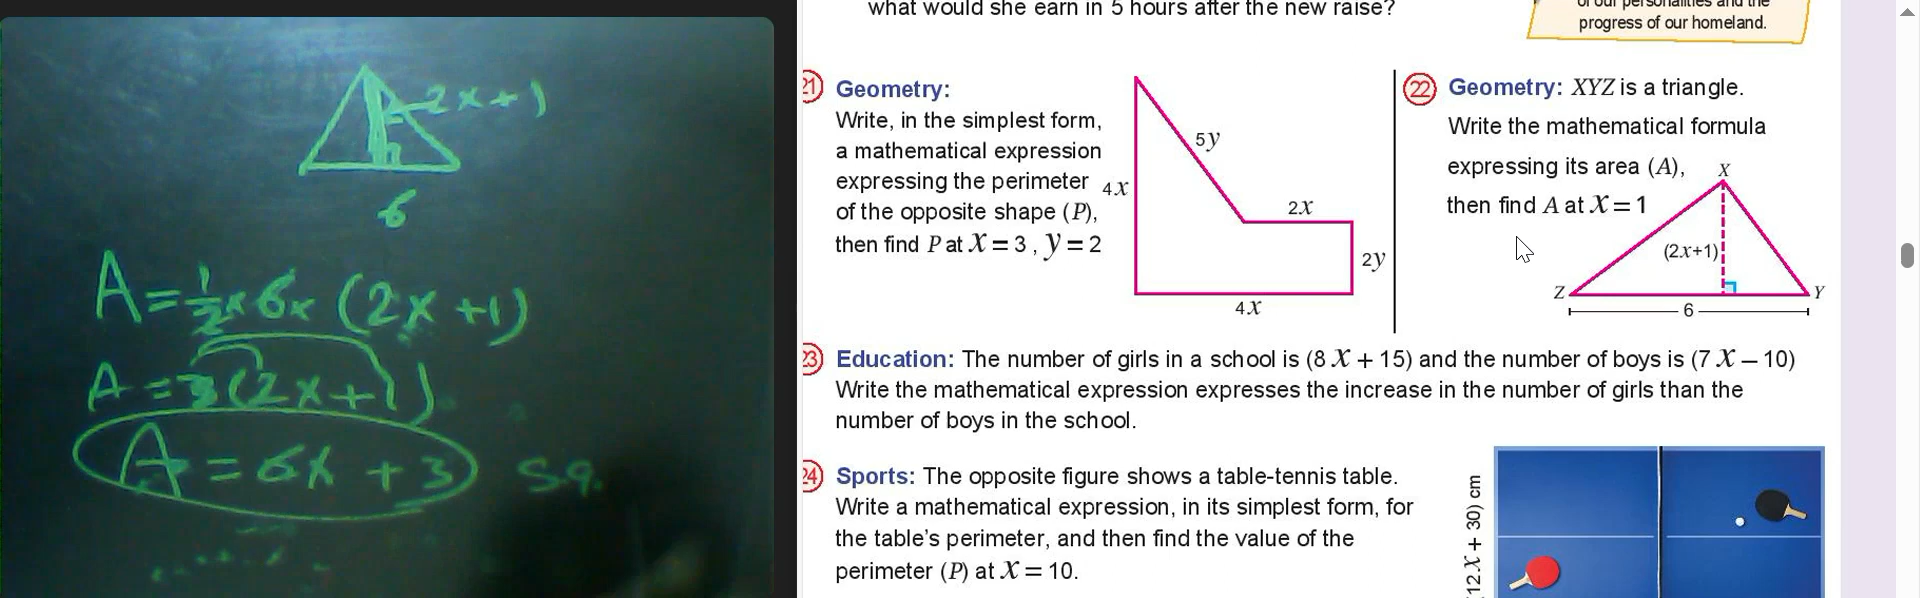 2x+1
h
6
A=½×6×(2x+1)
A=3(2x+1)
A=6x+3 s.q.
what would she earn in 5 hours after the new raise?
of our personalities and the
progress of our homeland.
21 Geometry:
Write, in the simplest form,
a mathematical expression
expressing the perimeter
of the opposite shape (P),
then find P at x = 3 , y = 2
5y
4x
2x
2y
4x
22 Geometry: XYZ is a triangle.
Write the mathematical formula
expressing its area (A),
then find A at x = 1
X
(2x+1)
Z
Y
6
23 Education: The number of girls in a school is (8 x + 15) and the number of boys is (7 x – 10)
Write the mathematical expression expresses the increase in the number of girls than the
number of boys in the school.
24 Sports: The opposite figure shows a table-tennis table.
Write a mathematical expression, in its simplest form, for
the table's perimeter, and then find the value of the
perimeter (P) at x = 10.
(12x + 30) cm